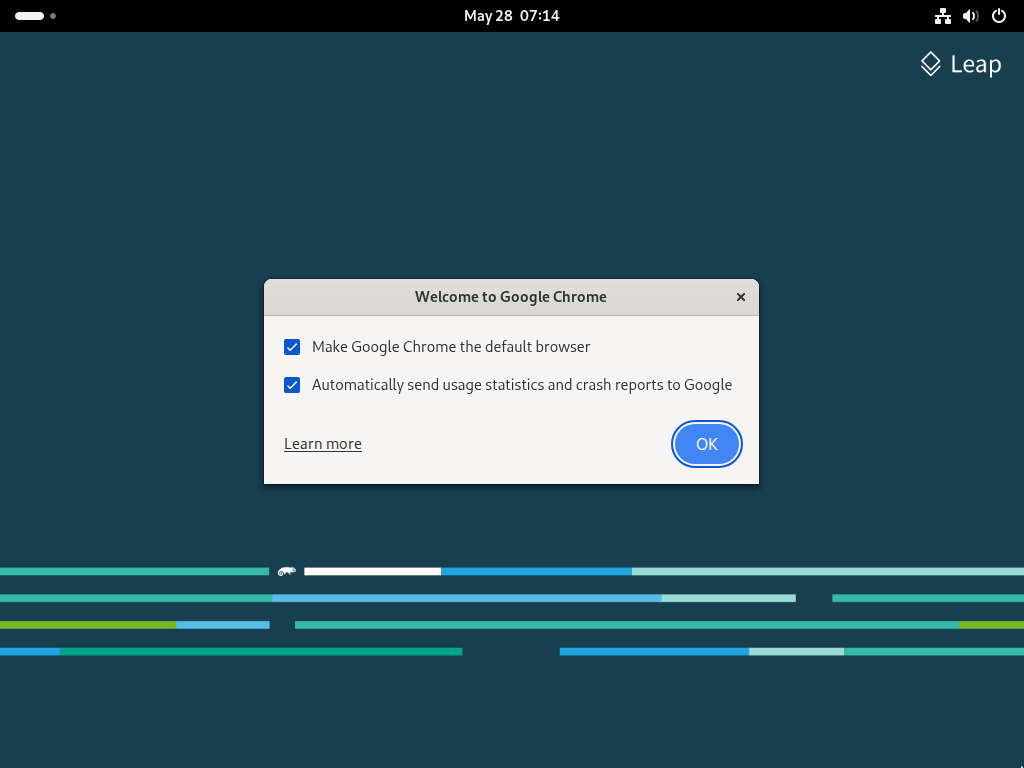 May 28 07:14
Leap
Welcome to Google Chrome
Make Google Chrome the default browser
Automatically send usage statistics and crash reports to Google
Learn more
OK